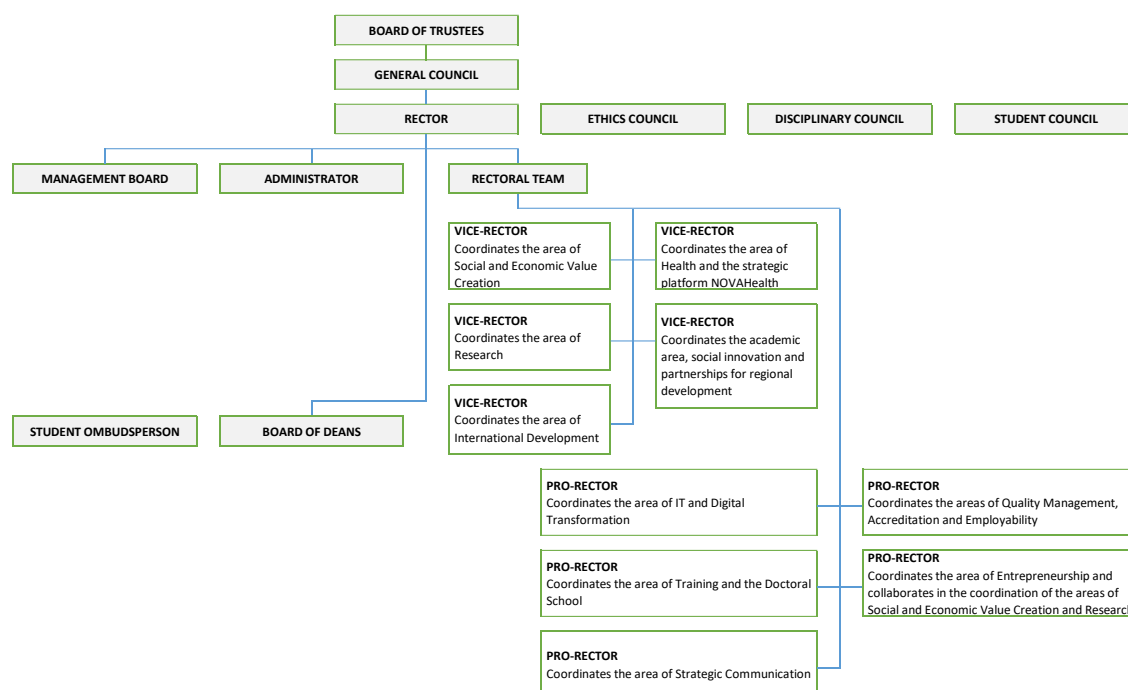 BOARD OF TRUSTEES
GENERAL COUNCIL
RECTOR
ETHICS COUNCIL
DISCIPLINARY COUNCIL
STUDENT COUNCIL
MANAGEMENT BOARD
ADMINISTRATOR
RECTORAL TEAM
VICE-RECTOR
Coordinates the area of
Social and Economic Value
Creation
VICE-RECTOR
Coordinates the area of
Health and the strategic
platform NOVAHealth
VICE-RECTOR
Coordinates the area of
Research
VICE-RECTOR
Coordinates the academic
area, social innovation and
partnerships for regional
development
VICE-RECTOR
Coordinates the area of
International Development
STUDENT OMBUDSPERSON
BOARD OF DEANS
PRO-RECTOR
Coordinates the area of IT and Digital
Transformation
PRO-RECTOR
Coordinates the areas of Quality Management,
Accreditation and Employability
PRO-RECTOR
Coordinates the area of Training and the Doctoral
School
PRO-RECTOR
Coordinates the area of Entrepreneurship and
collaborates in the coordination of the areas of
Social and Economic Value Creation and Research
PRO-RECTOR
Coordinates the area of Strategic Communication